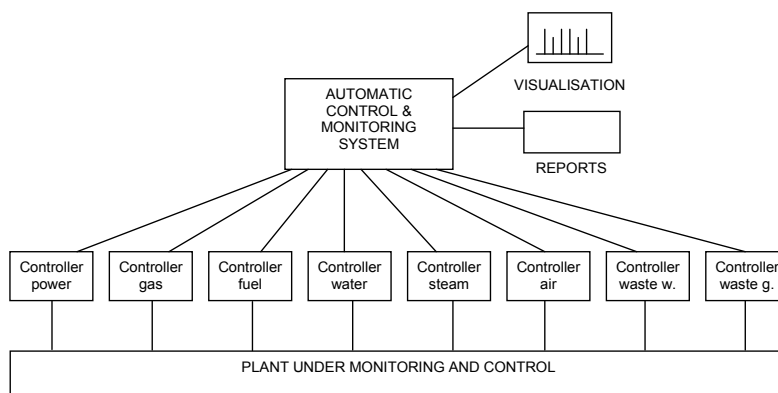 VISUALISATION
AUTOMATIC
CONTROL &
MONITORING
SYSTEM
REPORTS
Controller
power
Controller
gas
Controller
fuel
Controller
water
Controller
steam
Controller
air
Controller
waste w.
Controller
waste g.
PLANT UNDER MONITORING AND CONTROL